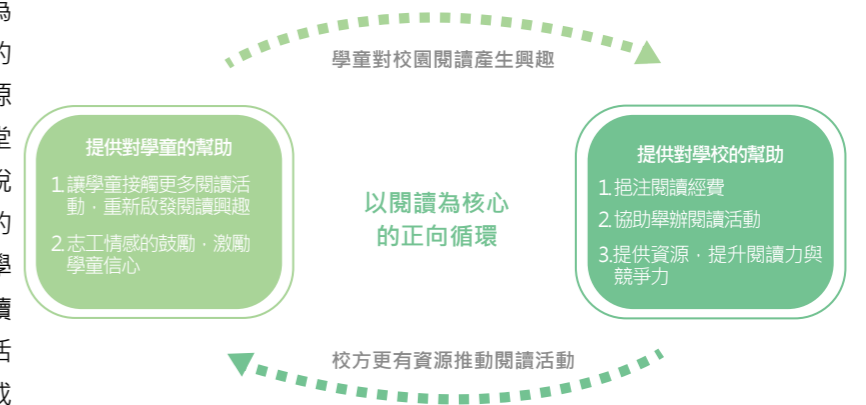 為
的
原
堂
說
的
學
讀
活
成
學童對校園閱讀產生興趣
提供對學童的幫助
1.讓學童接觸更多閱讀活
動，重新啟發閱讀興趣
2.志工情感的鼓勵，激勵
學童信心
以閱讀為核心
的正向循環
提供對學校的幫助
1.挹注閱讀經費
2.協助舉辦閱讀活動
3.提供資源，提升閱讀力與
競爭力
校方更有資源推動閱讀活動